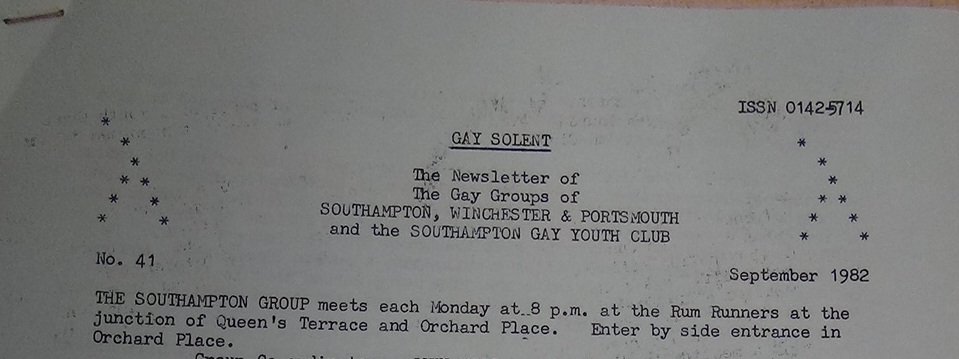 ISSN 0142-5714
GAY SOLENT
The Newsletter of
The Gay Groups of
SOUTHAMPTON, WINCHESTER & PORTSMOUTH
and the SOUTHAMPTON GAY YOUTH CLUB
No. 41
September 1982
THE SOUTHAMPTON GROUP meets each Monday at 8 p.m. at the Rum Runners at the
junction of Queen's Terrace and Orchard Place. Enter by side entrance in
Orchard Place.
Group